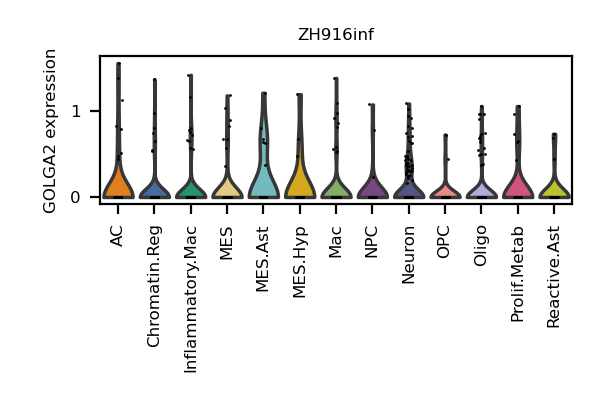 ZH916inf
GOLGA2 expression
1
0
AC
Chromatin.Reg
Inflammatory.Mac
MES
MES.Ast
MES.Hyp
Mac
NPC
Neuron
OPC
Oligo
Prolif.Metab
Reactive.Ast